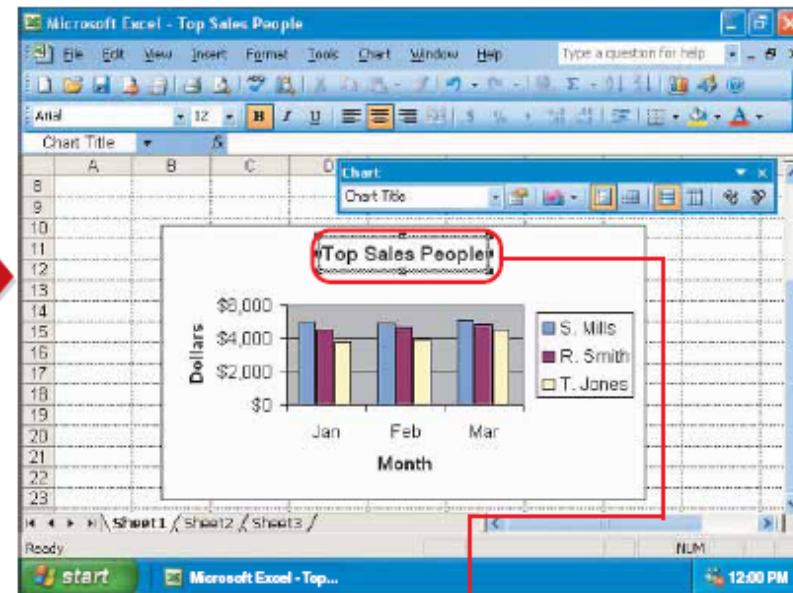 Microsoft Excel - Top Sales People
File Edit View Insert Format Tools Chart Window Help Type a question for help
Arial 12 B I U $ %
Chart Title fx
A B C D
Chart
Chart Title
8
9
10
11
12
13
14
15
16
17
18
19
20
21
22
23
Top Sales People
$6,000
$4,000
$2,000
$0
Dollars
Jan Feb Mar
Month
S. Mills
R. Smith
T. Jones
Sheet1 Sheet2 Sheet3
Ready NUM
start Microsoft Excel - Top... 12:00 PM